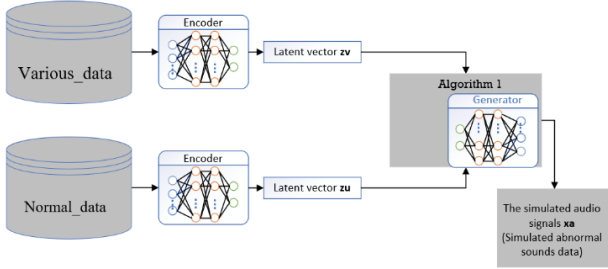 Various_data
Encoder
Latent vector zv
Algorithm 1
Generator
Normal_data
Encoder
Latent vector zu
The simulated audio
signals xa
(Simulated abnormal
sounds data)